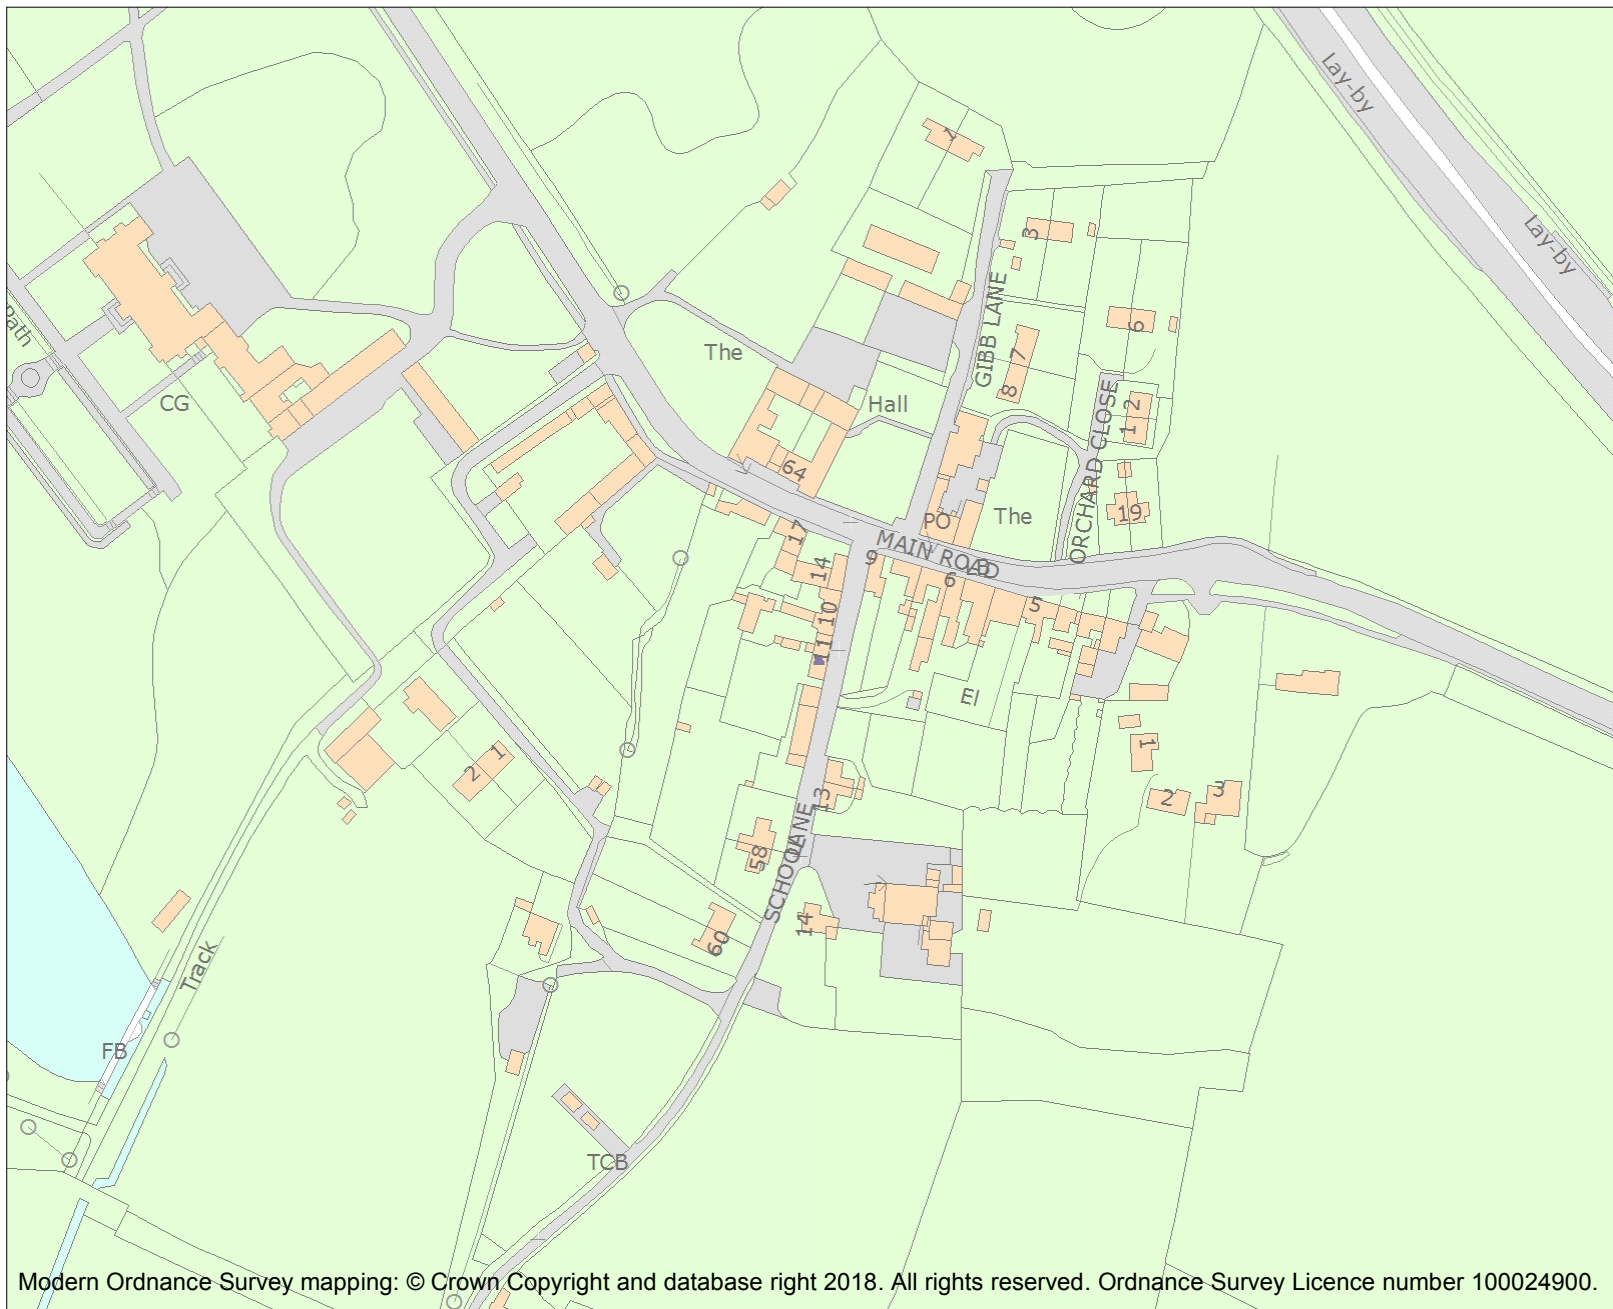 Lay-by
Lay-by
1
3
Path
GIBB LANE
6
The
7
8
CG
Hall
2
1
ORCHARD CLOSE
64
PO
The
19
17
MAIN ROAD
LB
9
14
6
5
10
11
El
1
1
2
2
3
13
58
SCHOOL LANE
14
60
Track
FB
TCB
Modern Ordnance Survey mapping: © Crown Copyright and database right 2018. All rights reserved. Ordnance Survey Licence number 100024900.